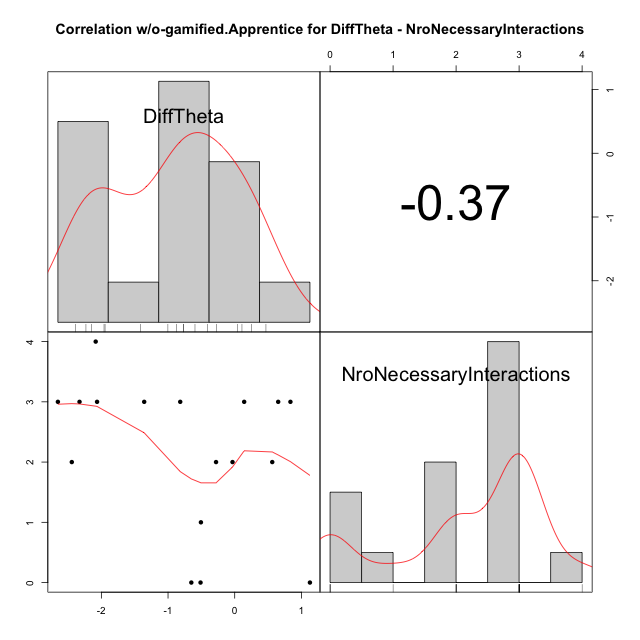 Correlation w/o-gamified.Apprentice for DiffTheta - NroNecessaryInteractions
0 1 2 3 4
DiffTheta
-0.37
1
0
-1
-2
NroNecessaryInteractions
4
3
2
1
0
-2 -1 0 1